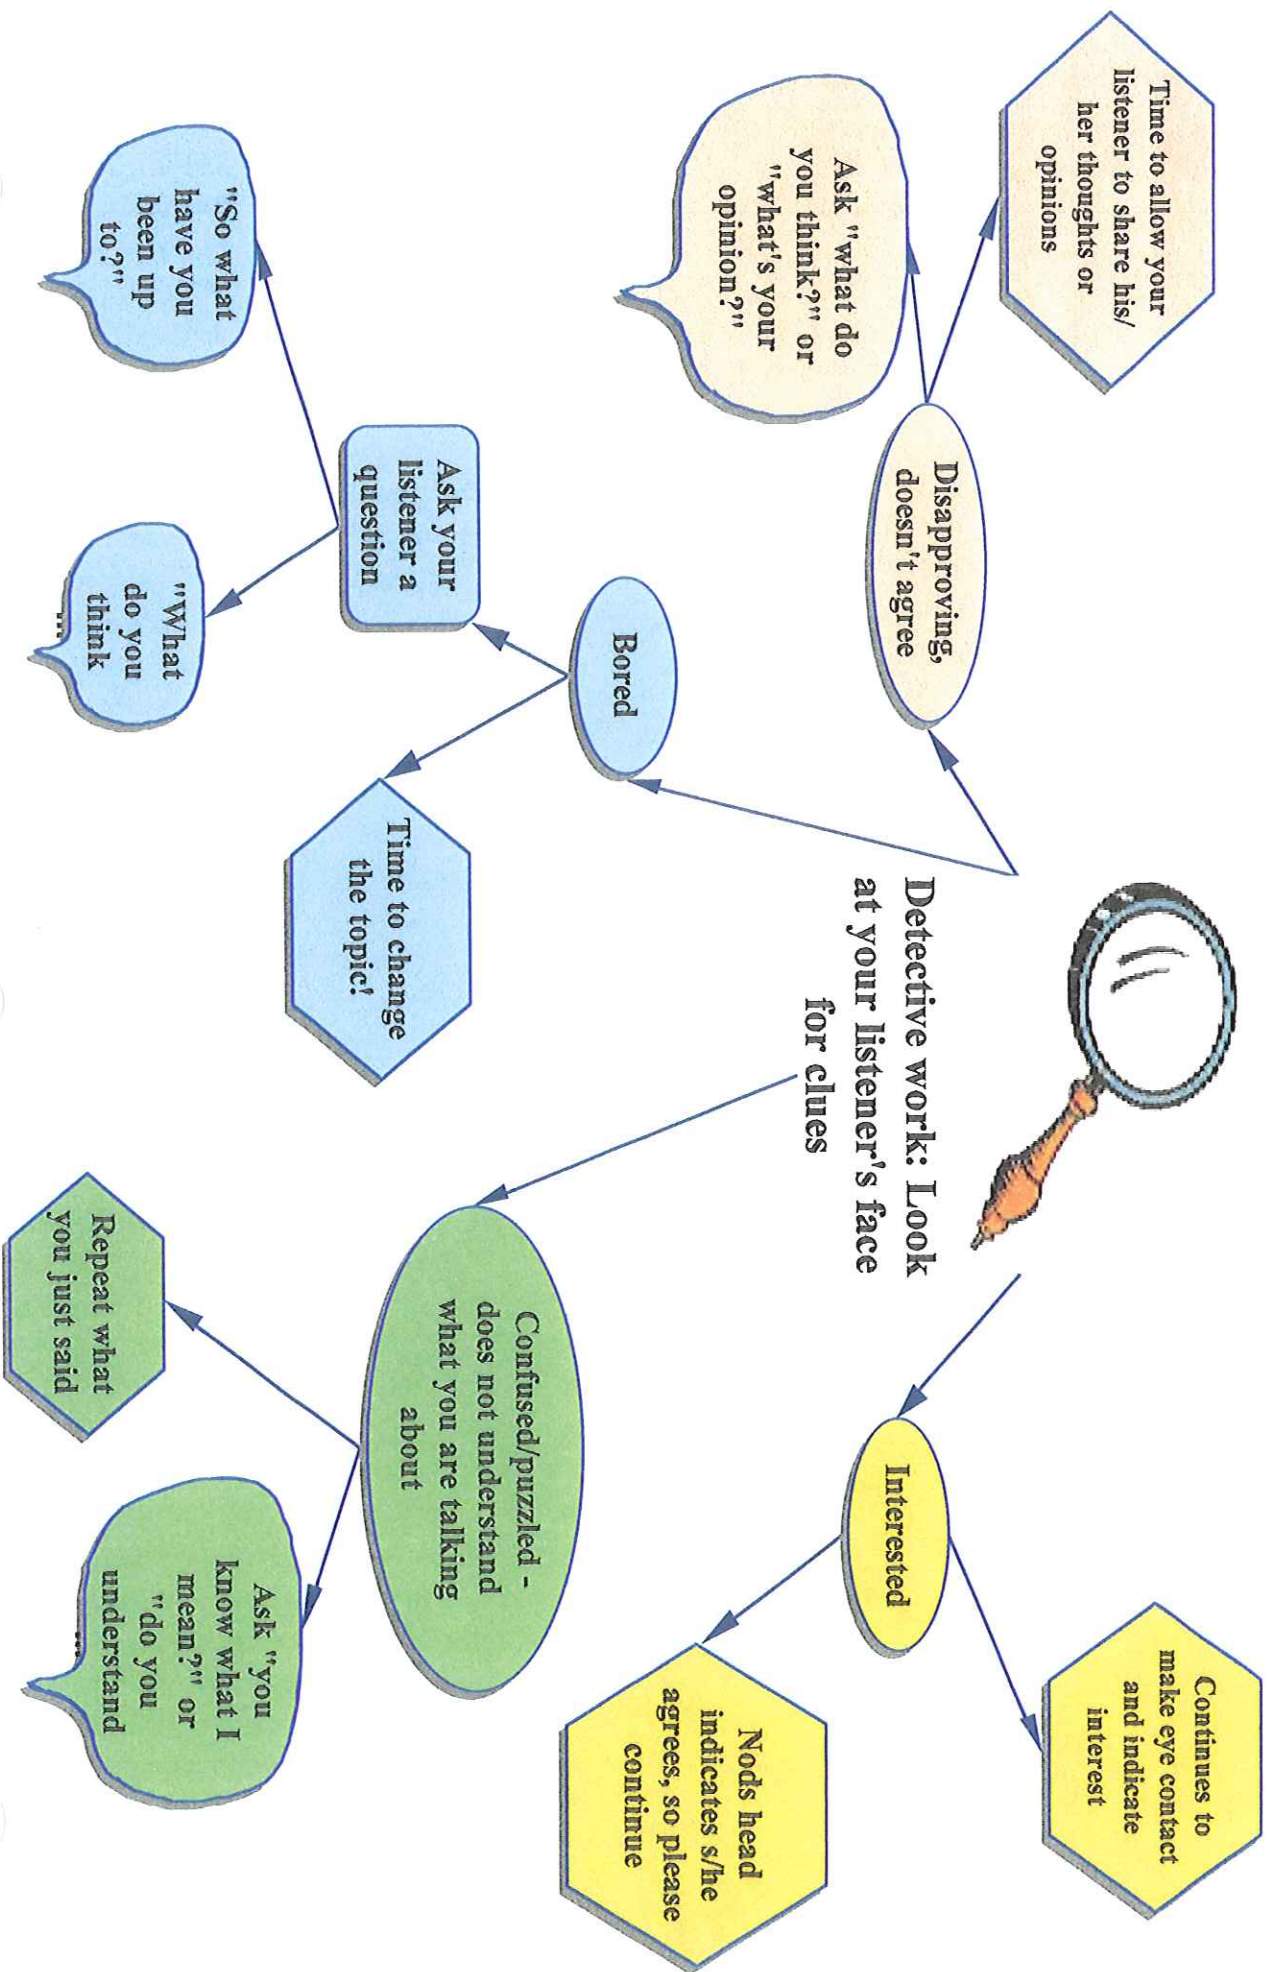 Detective work: Look
at your listener's face
for clues
Disapproving,
doesn't agree
Time to allow your
listener to share his/
her thoughts or
opinions
Ask "what do
you think?" or
"what's your
opinion?"
Bored
Ask your
listener a
question
"So what
have you
been up
to?"
"What
do you
think
Time to change
the topic!
Confused/puzzled -
does not understand
what you are talking
about
Repeat what
you just said
Ask "you
know what I
mean?" or
"do you
understand
Interested
Continues to
make eye contact
and indicate
interest
Nods head
indicates s/he
agrees, so please
continue